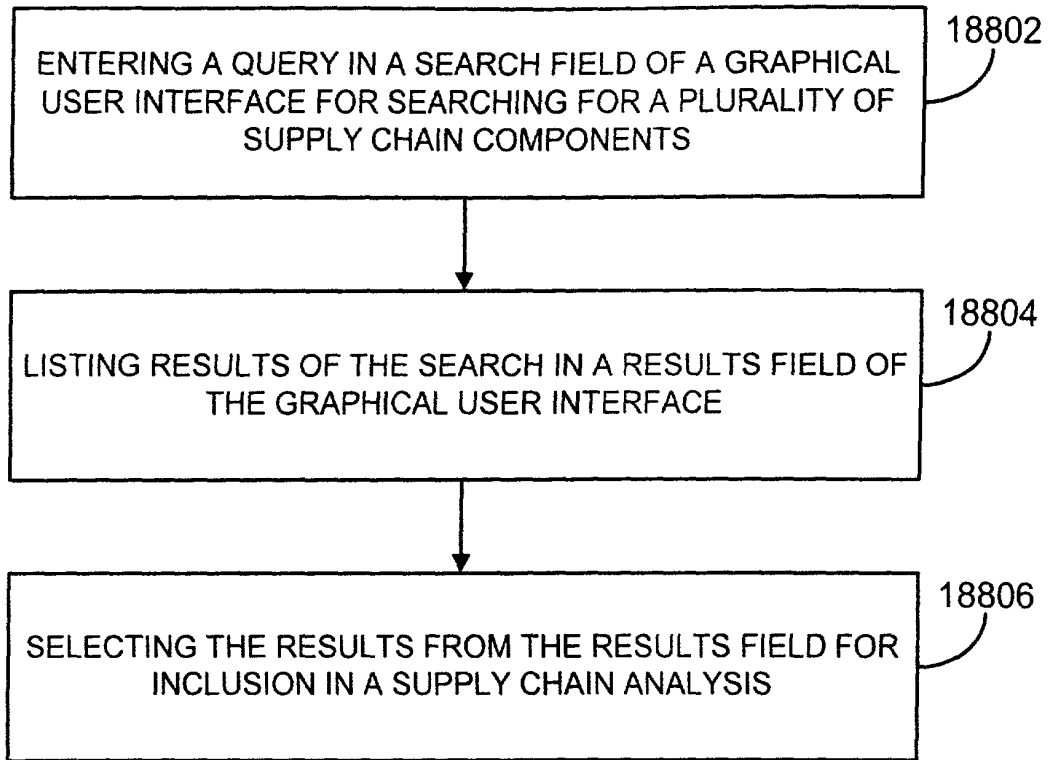 18802
ENTERING A QUERY IN A SEARCH FIELD OF A GRAPHICAL
USER INTERFACE FOR SEARCHING FOR A PLURALITY OF
SUPPLY CHAIN COMPONENTS
18804
LISTING RESULTS OF THE SEARCH IN A RESULTS FIELD OF
THE GRAPHICAL USER INTERFACE
18806
SELECTING THE RESULTS FROM THE RESULTS FIELD FOR
INCLUSION IN A SUPPLY CHAIN ANALYSIS